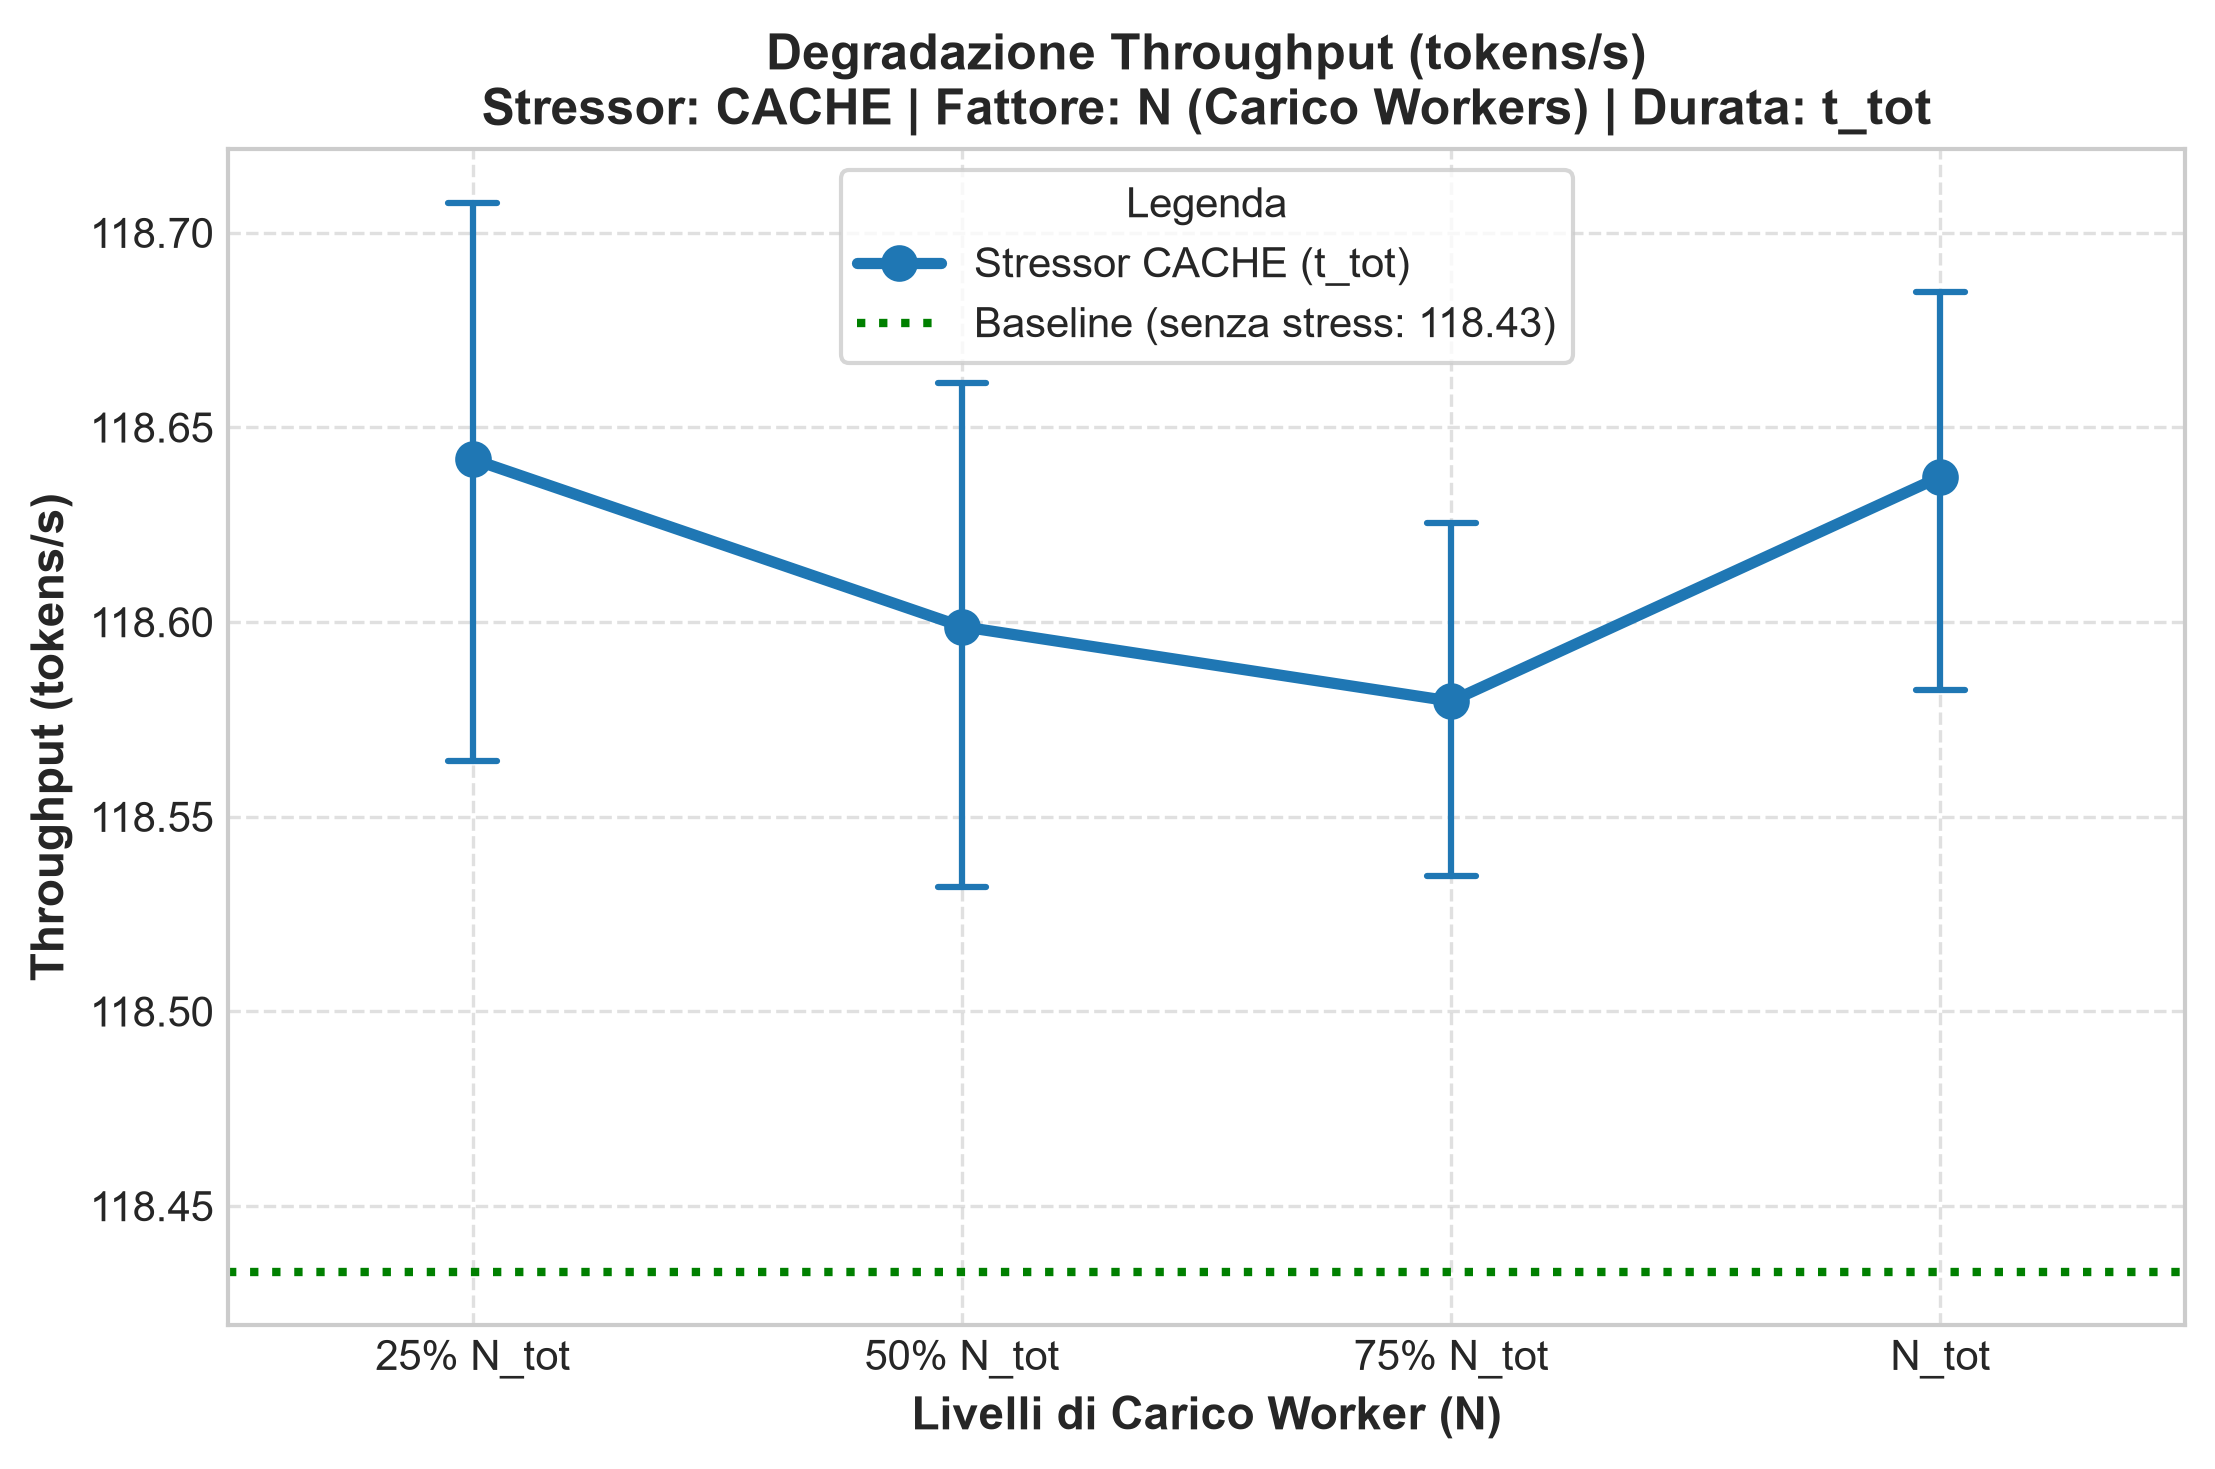 Degradazione Throughput (tokens/s)
Stressor: CACHE | Fattore: N (Carico Workers) | Durata: t_tot
Legenda
Stressor CACHE (t_tot)
Baseline (senza stress: 118.43)
Throughput (tokens/s)
118.70
118.65
118.60
118.55
118.50
118.45
25% N_tot
50% N_tot
75% N_tot
N_tot
Livelli di Carico Worker (N)